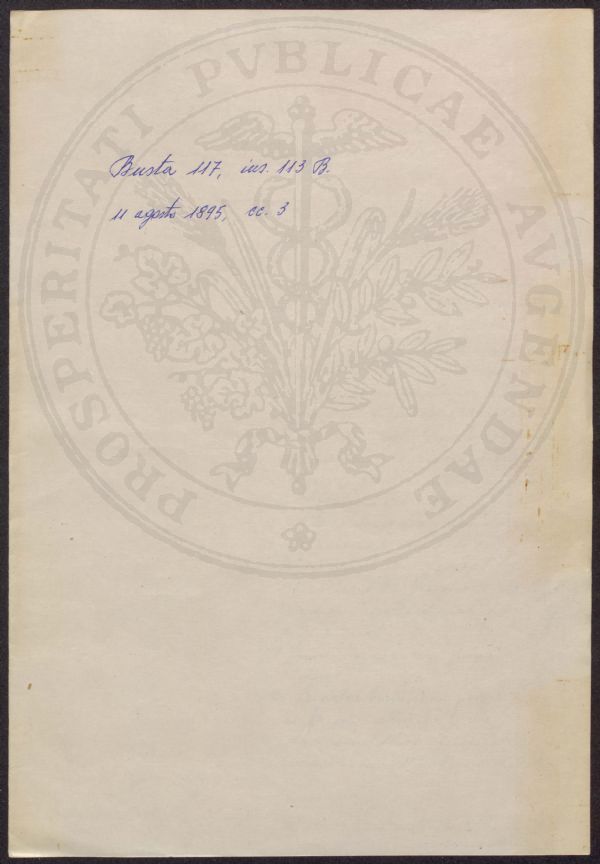 Busta 117, ins. 113 B.
11 agosto 1895, cc. 3
PROSPERITATI PVBLICAE AVGENDAE